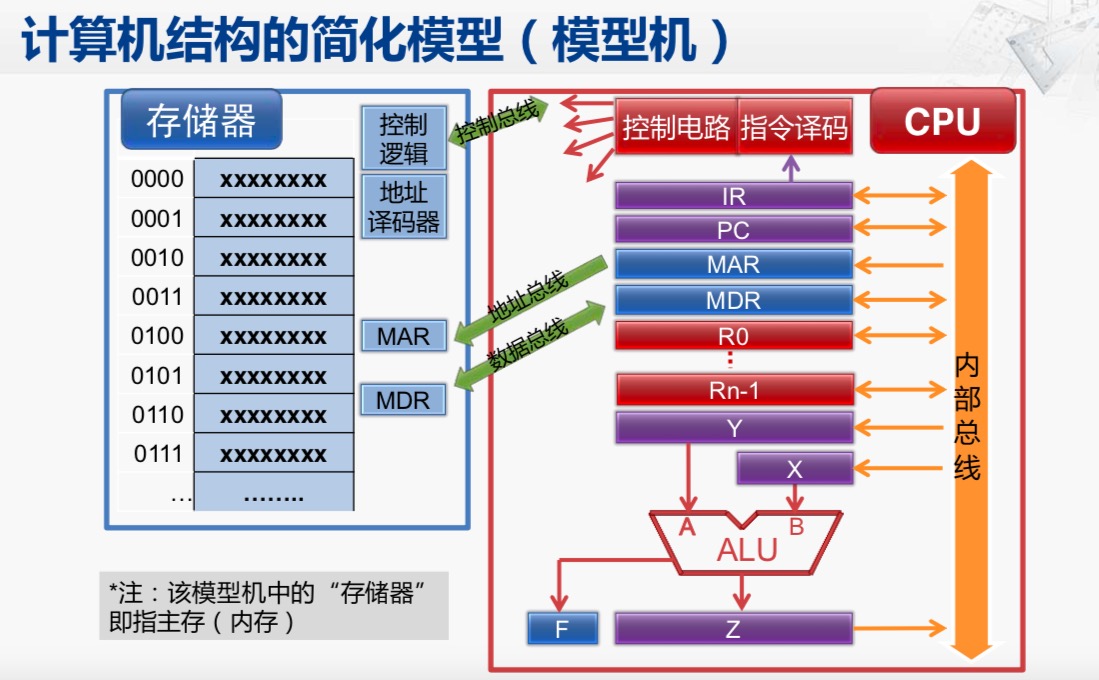 计算机结构的简化模型（模型机）
存储器
控制
逻辑
地址
译码器
0000 xxxxxxxx
0001 xxxxxxxx
0010 xxxxxxxx
0011 xxxxxxxx
0100 xxxxxxxx
0101 xxxxxxxx
0110 xxxxxxxx
0111 xxxxxxxx
… ……..
MAR
MDR
控制总线
地址总线
数据总线
控制电路
指令译码
CPU
IR
PC
MAR
MDR
R0
Rn-1
Y
X
A
B
ALU
F
Z
内
部
总
线
*注：该模型机中的“存储器”
即指主存（内存）